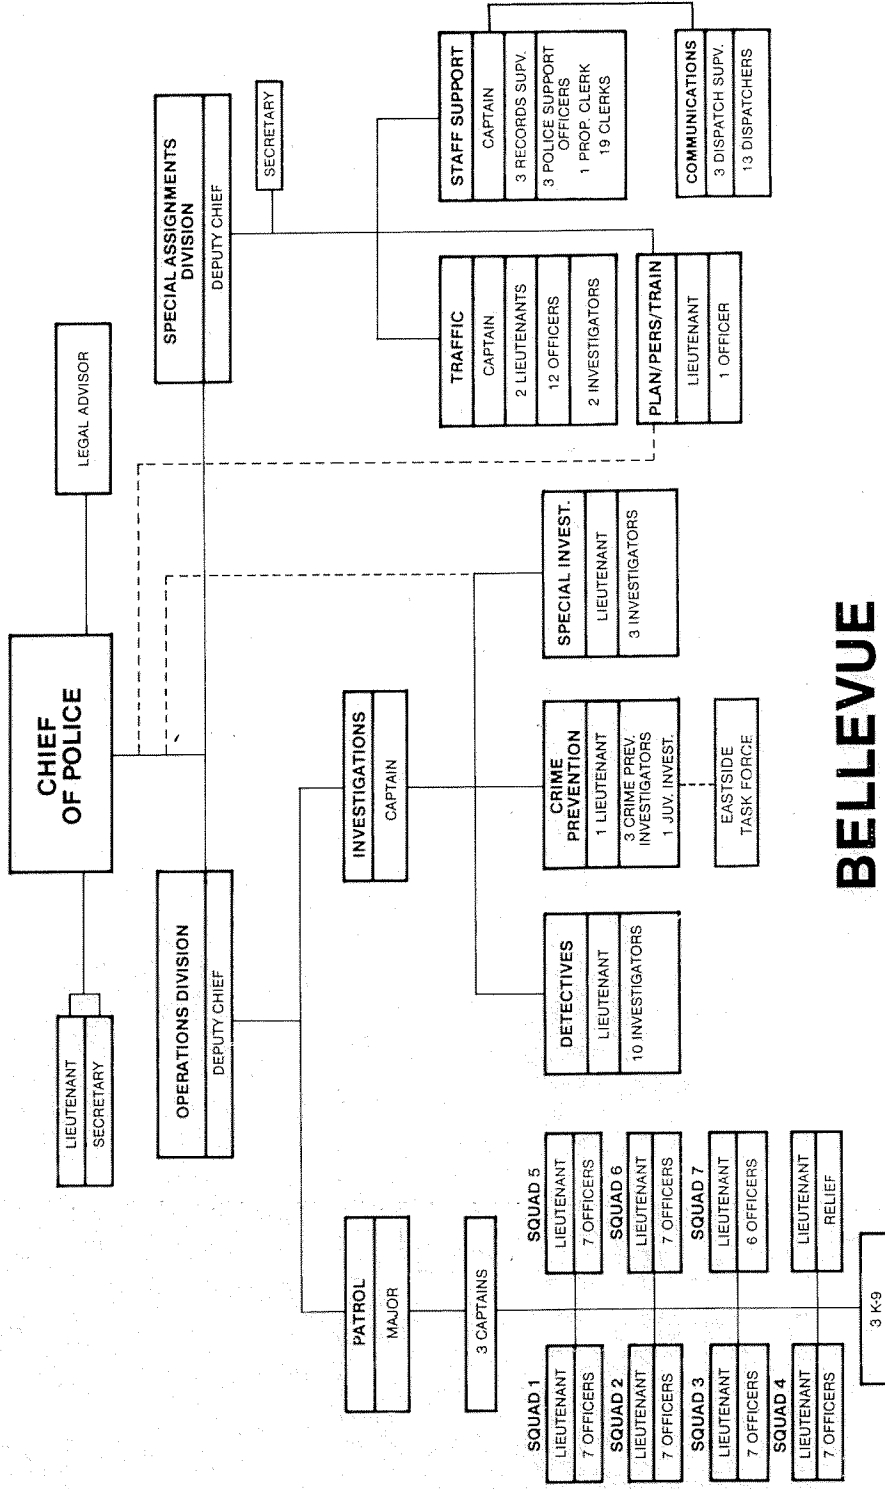 CHIEF
OF POLICE
LEGAL ADVISOR
LIEUTENANT
SECRETARY
OPERATIONS DIVISION
DEPUTY CHIEF
SPECIAL ASSIGNMENTS
DIVISION
DEPUTY CHIEF
SECRETARY
PATROL
MAJOR
3 CAPTAINS
SQUAD 1
LIEUTENANT
7 OFFICERS
SQUAD 2
LIEUTENANT
7 OFFICERS
SQUAD 3
LIEUTENANT
7 OFFICERS
SQUAD 4
LIEUTENANT
7 OFFICERS
SQUAD 5
LIEUTENANT
7 OFFICERS
SQUAD 6
LIEUTENANT
7 OFFICERS
SQUAD 7
LIEUTENANT
6 OFFICERS
LIEUTENANT
RELIEF
3 K-9
INVESTIGATIONS
CAPTAIN
DETECTIVES
LIEUTENANT
10 INVESTIGATORS
CRIME
PREVENTION
1 LIEUTENANT
3 CRIME PREV.
INVESTIGATORS
1 JUV. INVEST.
EASTSIDE
TASK FORCE
SPECIAL INVEST.
LIEUTENANT
3 INVESTIGATORS
TRAFFIC
CAPTAIN
2 LIEUTENANTS
12 OFFICERS
2 INVESTIGATORS
STAFF SUPPORT
CAPTAIN
3 RECORDS SUPV.
3 POLICE SUPPORT
OFFICERS
1 PROP. CLERK
19 CLERKS
PLAN/PERS/TRAIN
LIEUTENANT
1 OFFICER
COMMUNICATIONS
3 DISPATCH SUPV.
13 DISPATCHERS
BELLEVUE